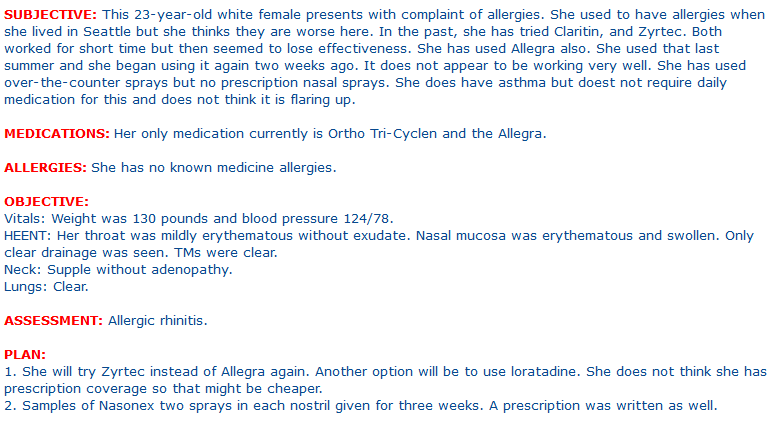 SUBJECTIVE: This 23-year-old white female presents with complaint of allergies. She used to have allergies when
she lived in Seattle but she thinks they are worse here. In the past, she has tried Claritin, and Zyrtec. Both
worked for short time but then seemed to lose effectiveness. She has used Allegra also. She used that last
summer and she began using it again two weeks ago. It does not appear to be working very well. She has used
over-the-counter sprays but no prescription nasal sprays. She does have asthma but doest not require daily
medication for this and does not think it is flaring up.
MEDICATIONS: Her only medication currently is Ortho Tri-Cyclen and the Allegra.
ALLERGIES: She has no known medicine allergies.
OBJECTIVE:
Vitals: Weight was 130 pounds and blood pressure 124/78.
HEENT: Her throat was mildly erythematous without exudate. Nasal mucosa was erythematous and swollen. Only
clear drainage was seen. TMs were clear.
Neck: Supple without adenopathy.
Lungs: Clear.
ASSESSMENT: Allergic rhinitis.
PLAN:
1. She will try Zyrtec instead of Allegra again. Another option will be to use loratadine. She does not think she has
prescription coverage so that might be cheaper.
2. Samples of Nasonex two sprays in each nostril given for three weeks. A prescription was written as well.